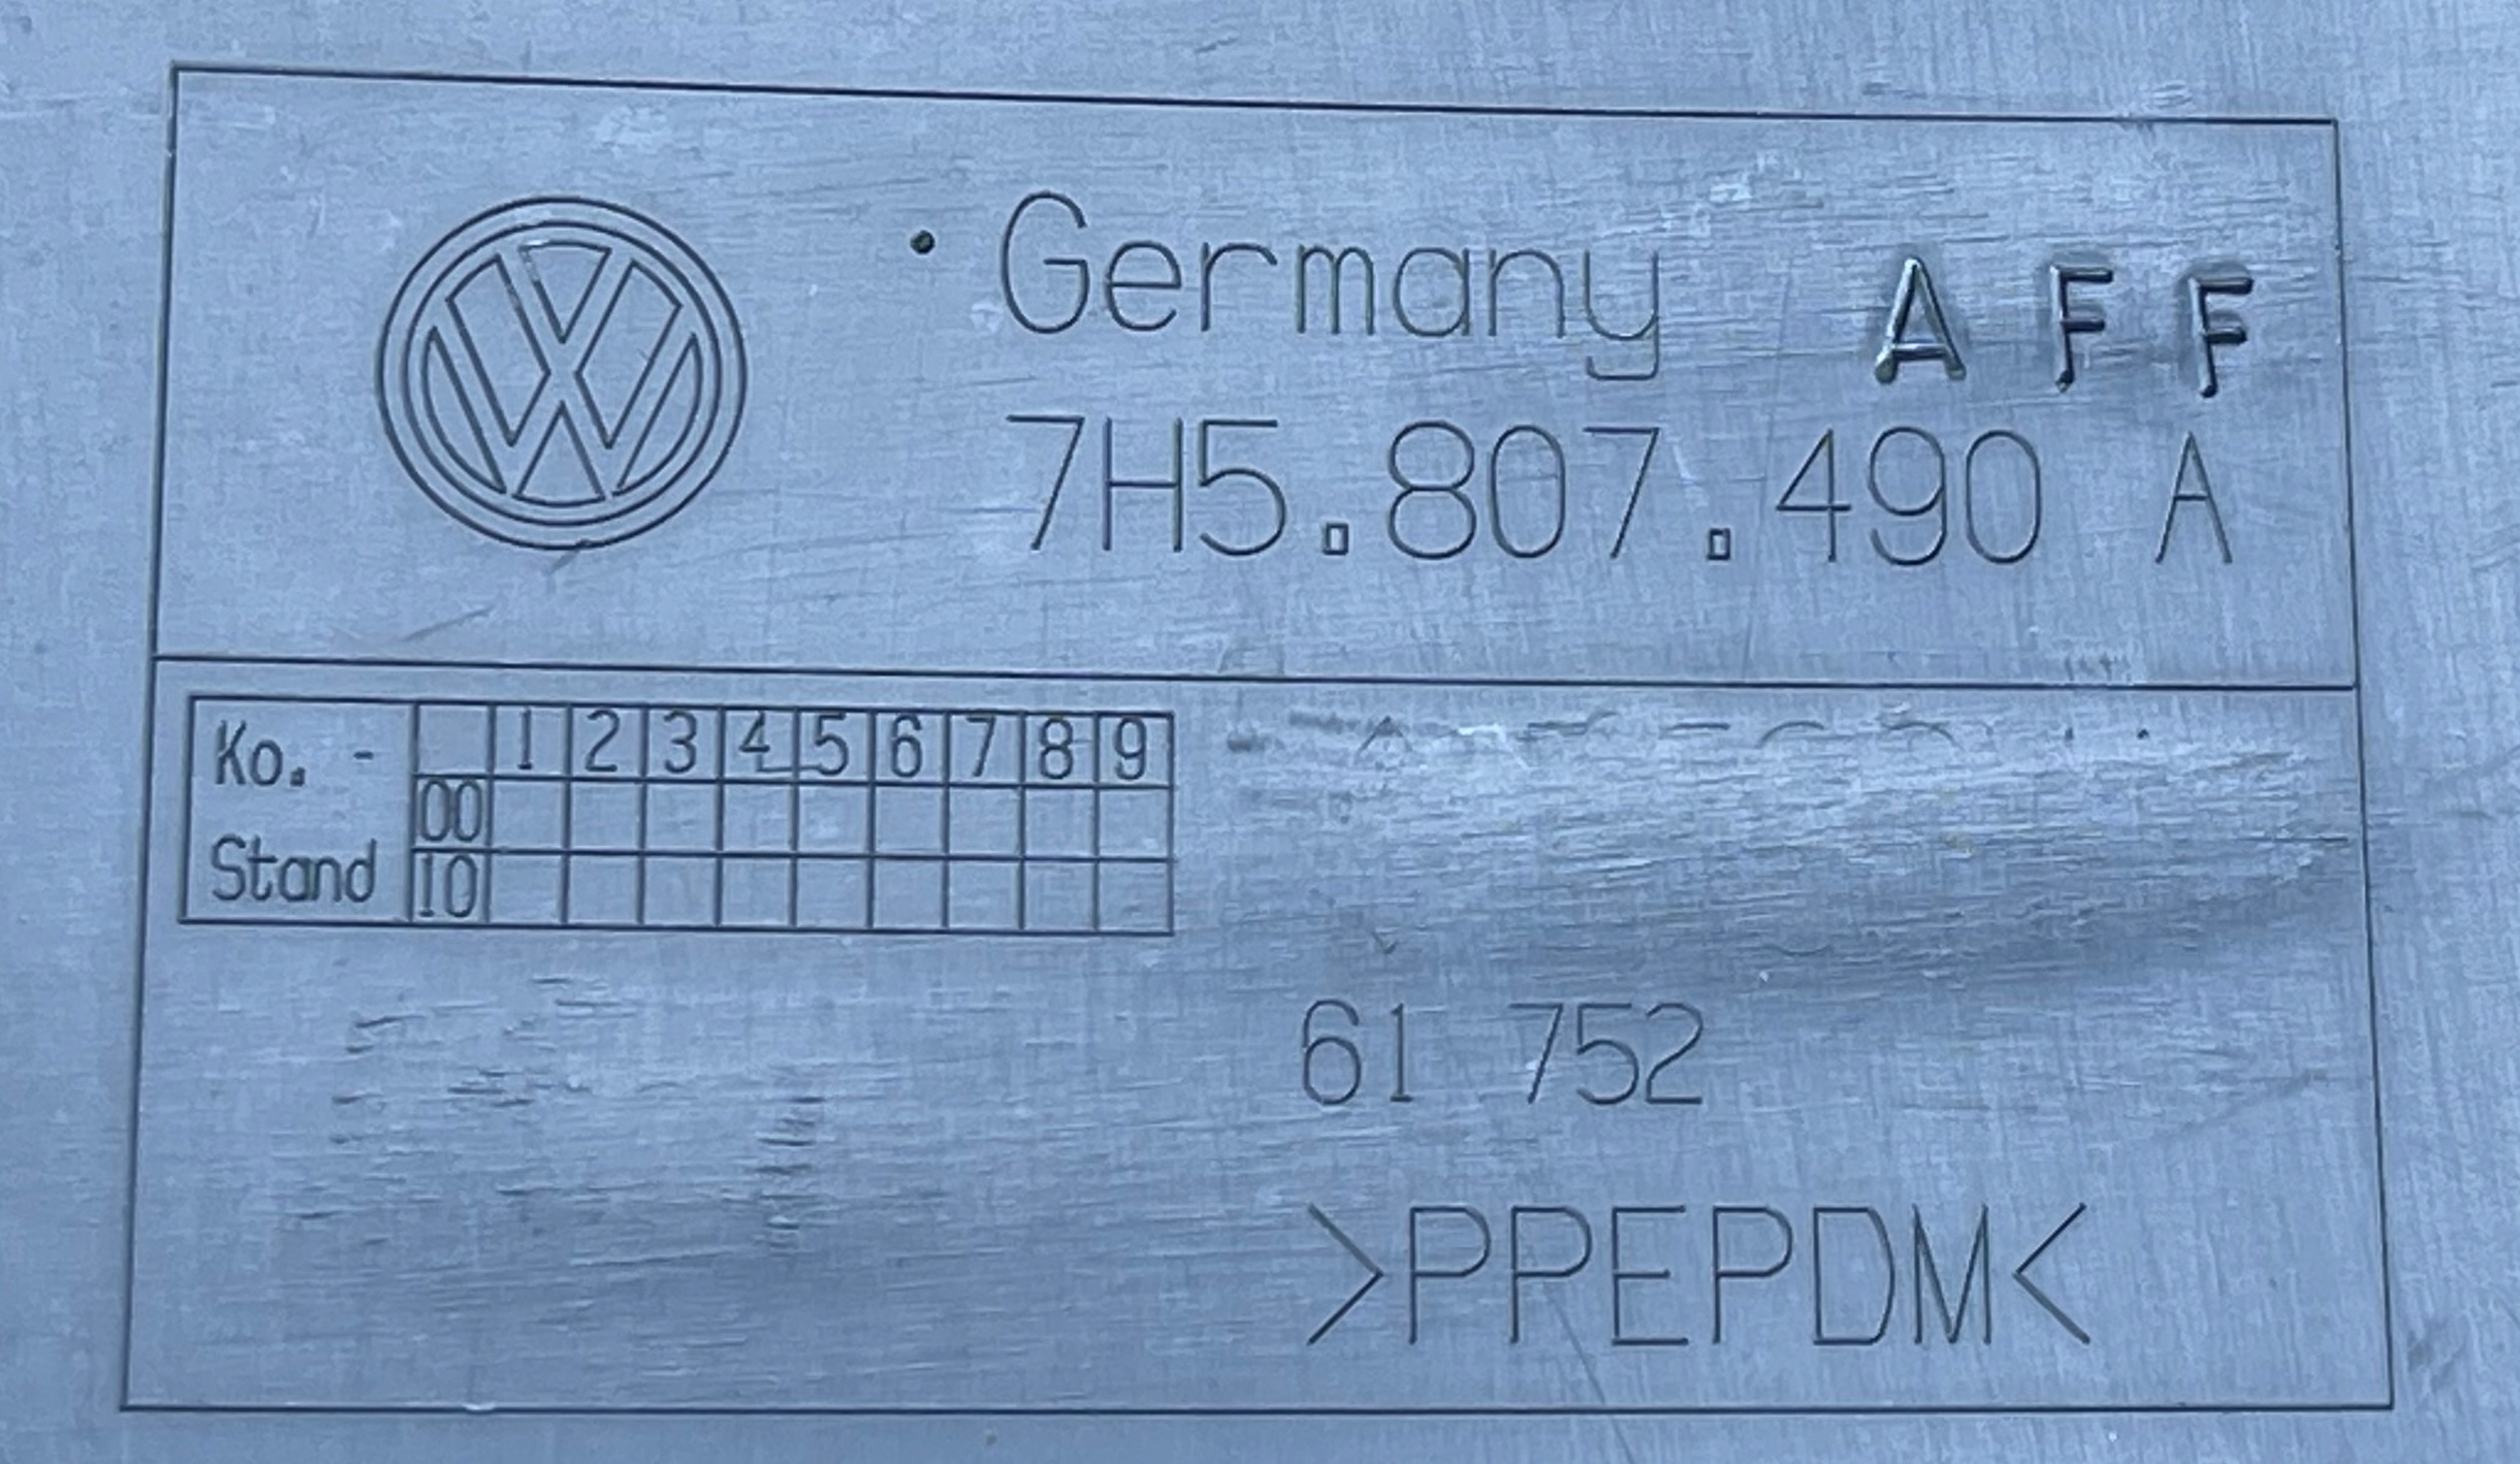 Germany AFF
7H5.807.490 A
Ko. - 1 2 3 4 5 6 7 8 9
00
Stand 10
61 752
>PPEPDM<